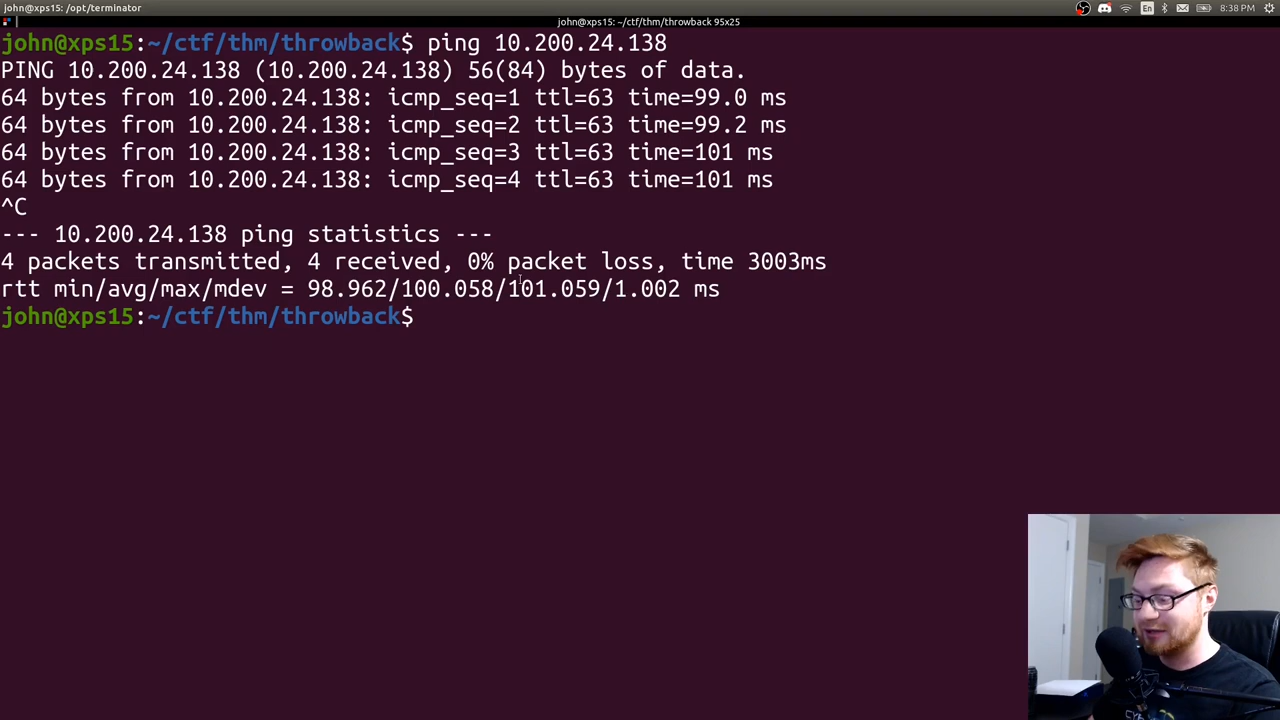 john@xps15: /opt/terminator
En
8:38 PM
john@xps15: ~/ctf/thm/throwback 95x25
john@xps15:~/ctf/thm/throwback$ ping 10.200.24.138
PING 10.200.24.138 (10.200.24.138) 56(84) bytes of data.
64 bytes from 10.200.24.138: icmp_seq=1 ttl=63 time=99.0 ms
64 bytes from 10.200.24.138: icmp_seq=2 ttl=63 time=99.2 ms
64 bytes from 10.200.24.138: icmp_seq=3 ttl=63 time=101 ms
64 bytes from 10.200.24.138: icmp_seq=4 ttl=63 time=101 ms
^C
--- 10.200.24.138 ping statistics ---
4 packets transmitted, 4 received, 0% packet loss, time 3003ms
rtt min/avg/max/mdev = 98.962/100.058/101.059/1.002 ms
john@xps15:~/ctf/thm/throwback$